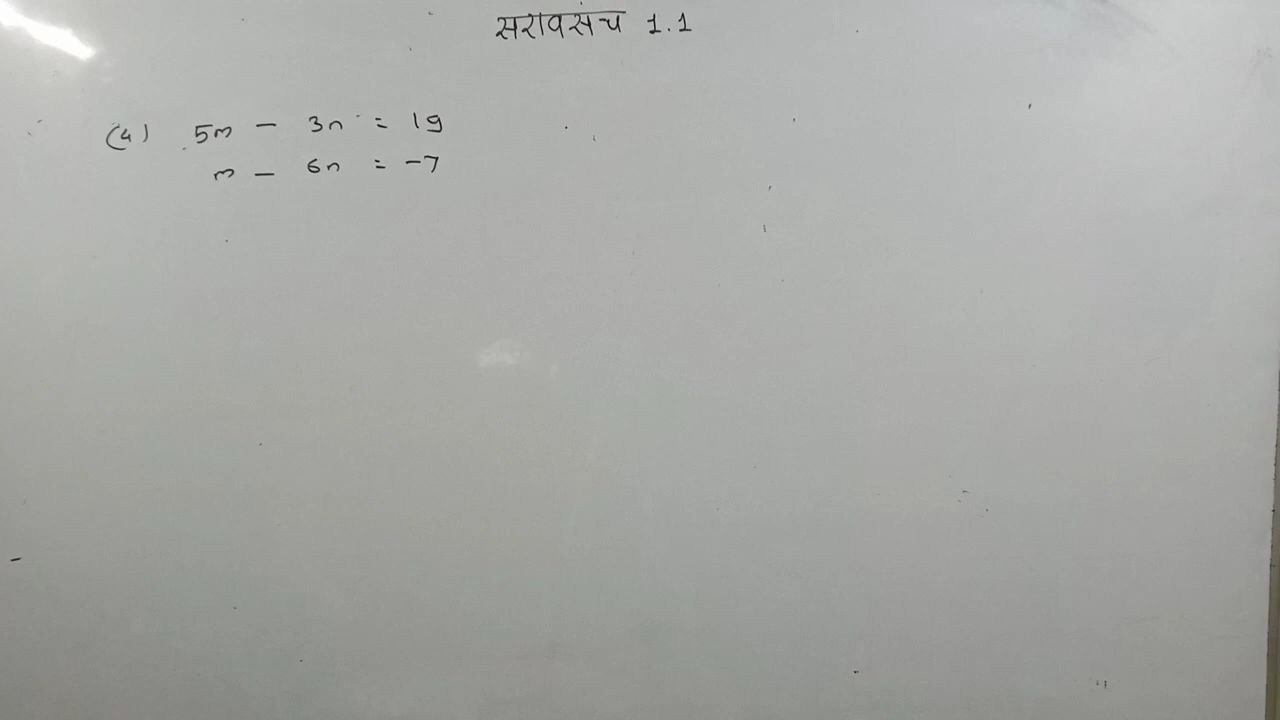 सरावसंच 1.1
(4) 5m - 3n = 19
m - 6n = -7